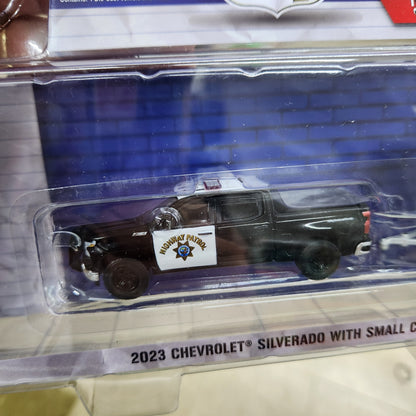 HIGHWAY PATROL
2023 CHEVROLET® SILVERADO WITH SMALL C